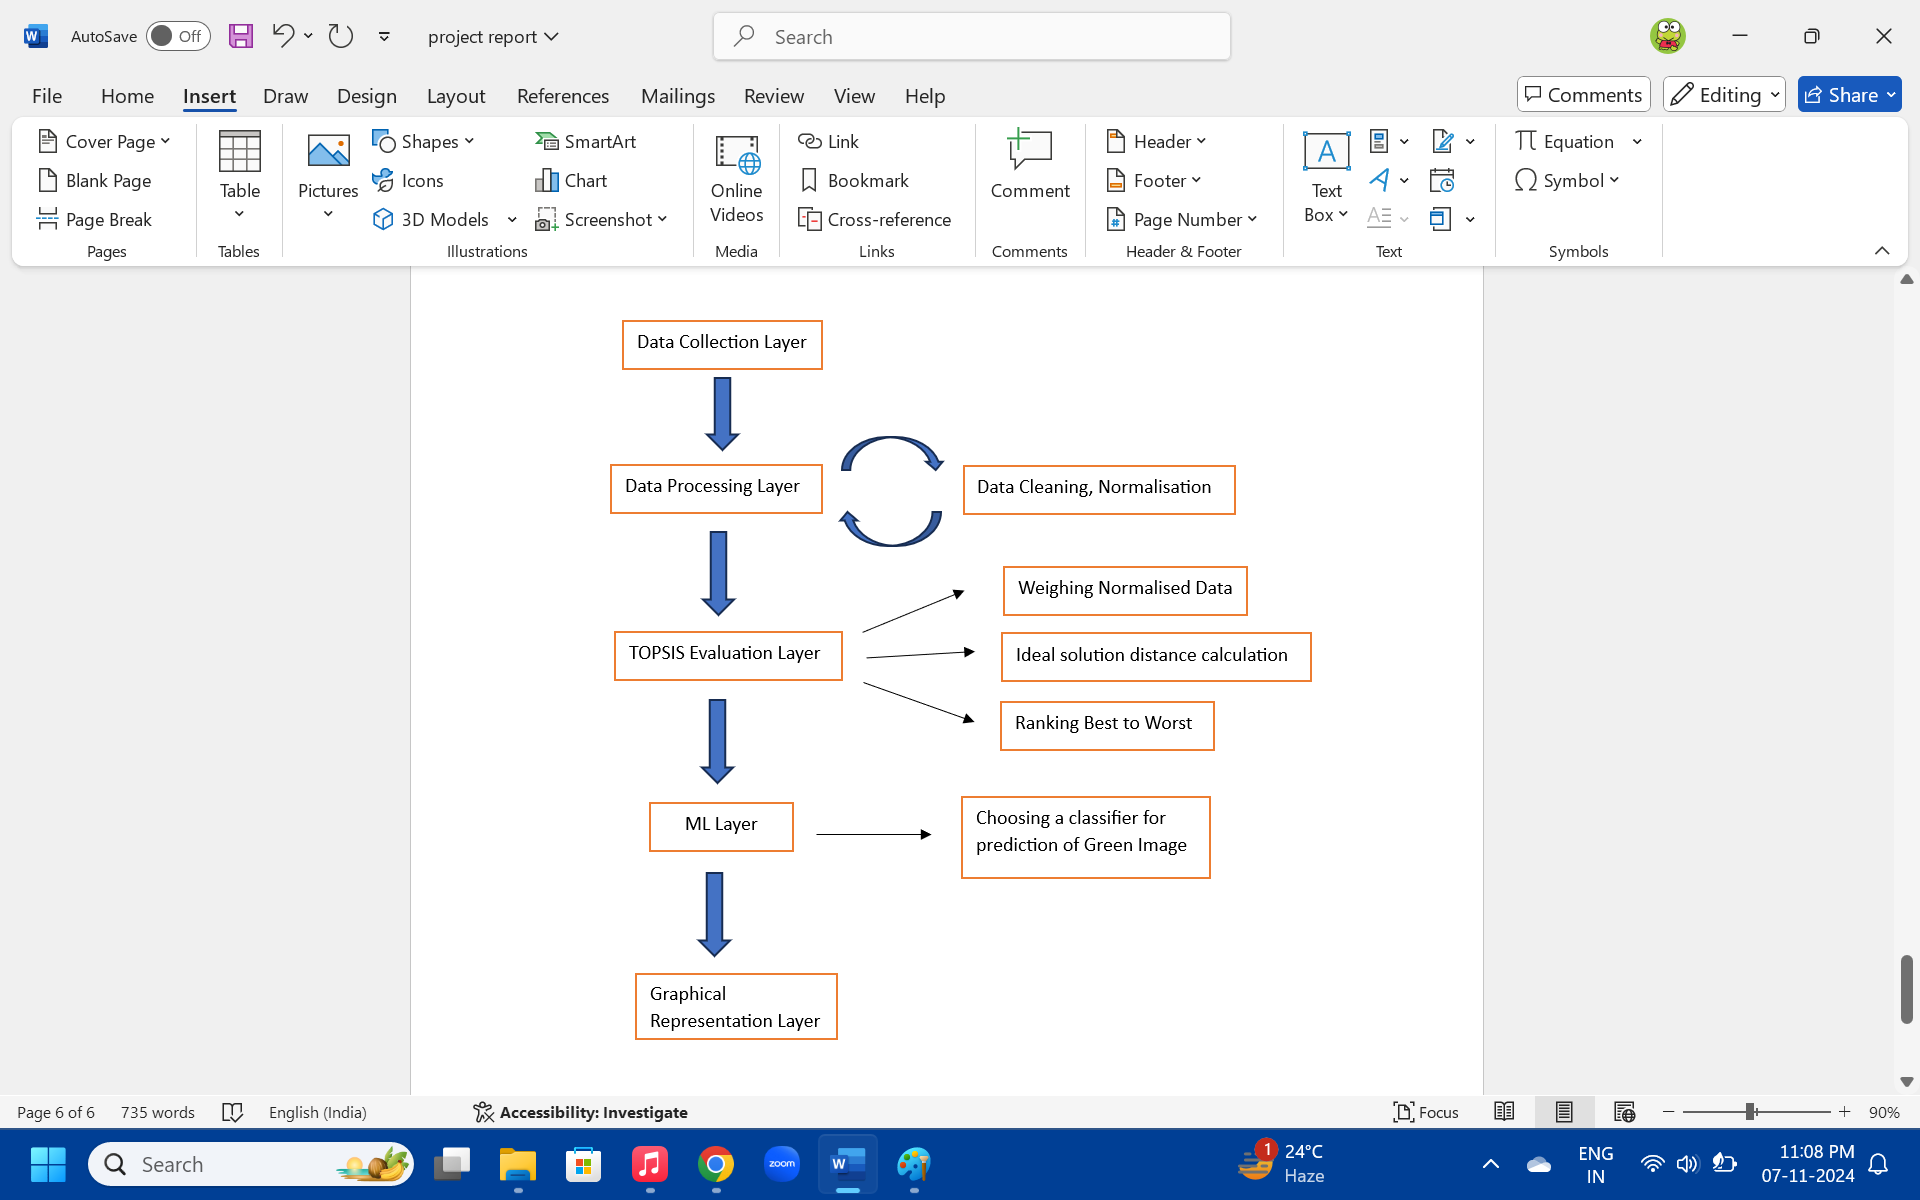 AutoSave
Off
project report
Search
File
Home
Insert
Draw
Design
Layout
References
Mailings
Review
View
Help
Comments
Editing
Share
Cover Page
Blank Page
Page Break
Pages
Table
Tables
Pictures
Shapes
Icons
3D Models
SmartArt
Chart
Screenshot
Illustrations
Online
Videos
Media
Link
Bookmark
Cross-reference
Links
Comment
Comments
Header
Footer
Page Number
Header & Footer
Text
Box
Text
Equation
Symbol
Symbols
Data Collection Layer
Data Processing Layer
Data Cleaning, Normalisation
Weighing Normalised Data
TOPSIS Evaluation Layer
Ideal solution distance calculation
Ranking Best to Worst
ML Layer
Choosing a classifier for
prediction of Green Image
Graphical
Representation Layer
Page 6 of 6
735 words
English (India)
Accessibility: Investigate
Focus
90%
Search
zoom
W
1
24°C
Haze
ENG
IN
11:08 PM
07-11-2024